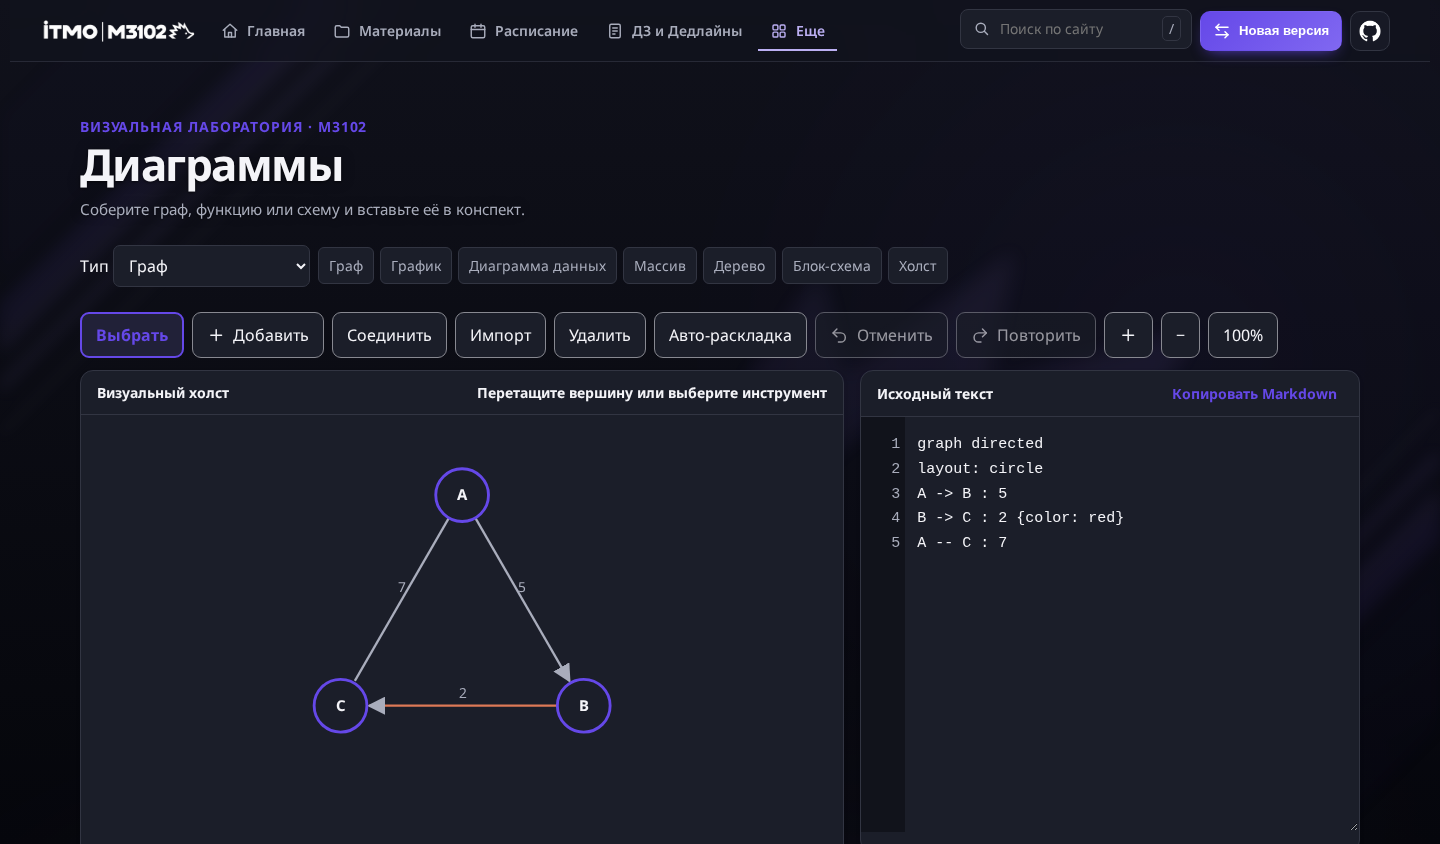 iTMO | M3102
Главная
Материалы
Расписание
ДЗ и Дедлайны
Еще
Поиск по сайту
/
Новая версия
ВИЗУАЛЬНАЯ ЛАБОРАТОРИЯ · M3102
Диаграммы
Соберите граф, функцию или схему и вставьте её в конспект.
Тип
Граф
Граф
График
Диаграмма данных
Массив
Дерево
Блок-схема
Холст
Выбрать
+ Добавить
Соединить
Импорт
Удалить
Авто-раскладка
Отменить
Повторить
+
−
100%
Визуальный холст
Перетащите вершину или выберите инструмент
A
7
5
2
C
B
Исходный текст
Копировать Markdown
1 graph directed
2 layout: circle
3 A -> B : 5
4 B -> C : 2 {color: red}
5 A -- C : 7